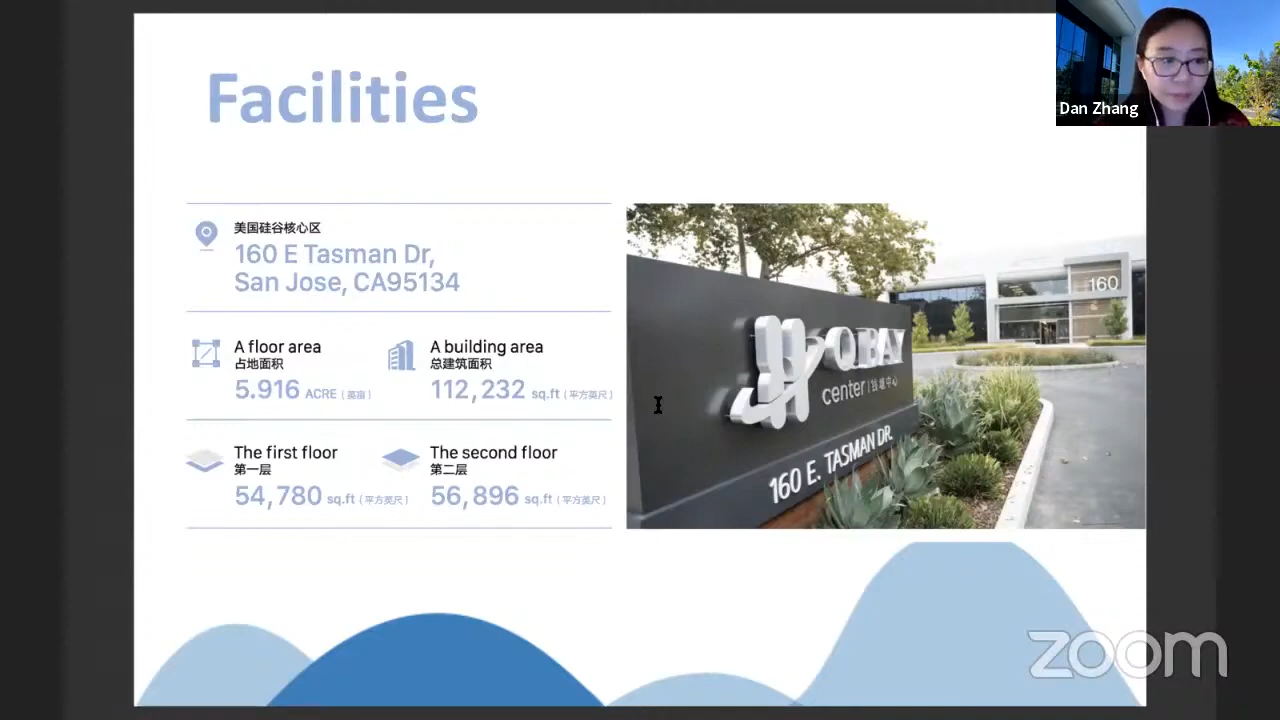 Facilities
美国硅谷核心区
160 E Tasman Dr,
San Jose, CA95134
A floor area
占地面积
5.916 ACRE (英亩)
A building area
总建筑面积
112,232 sq.ft (平方英尺)
The first floor
第一层
54,780 sq.ft (平方英尺)
The second floor
第二层
56,896 sq.ft (平方英尺)
160
QBAY
center
160 E. TASMAN DR.
Dan Zhang
zoom